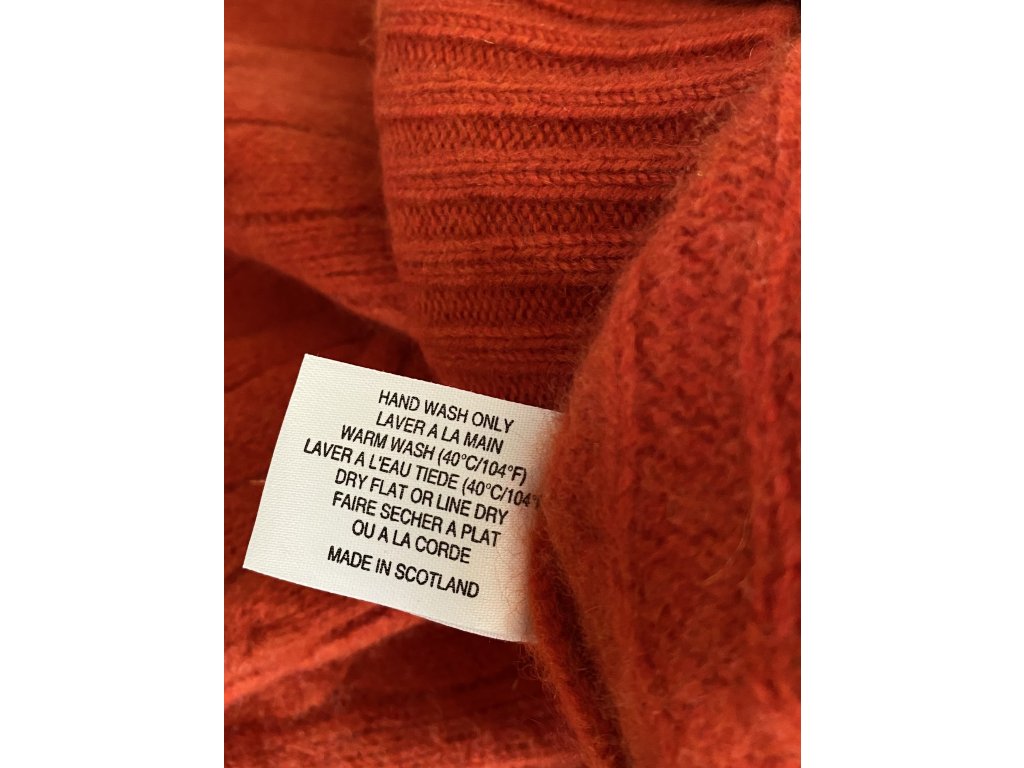 HAND WASH ONLY
LAVER A LA MAIN
WARM WASH (40°C/104°F)
LAVER A L'EAU TIEDE (40°C/104°
DRY FLAT OR LINE DRY
FAIRE SECHER A PLAT
OU A LA CORDE
MADE IN SCOTLAND